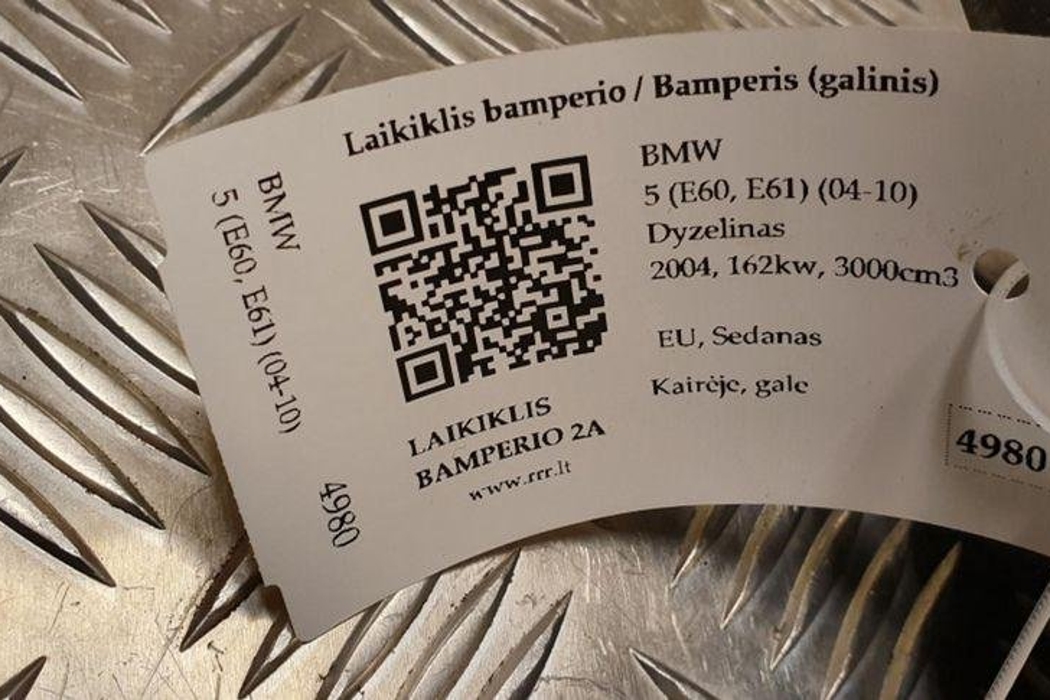 Laikiklis bamperio / Bamperis (galinis)
BMW
5 (E60, E61) (04-10)
4980
LAIKIKLIS
BAMPERIO 2A
www.rrr.lt
BMW
5 (E60, E61) (04-10)
Dyzelinas
2004, 162kw, 3000cm3
EU, Sedanas
Kairėje, gale
4980